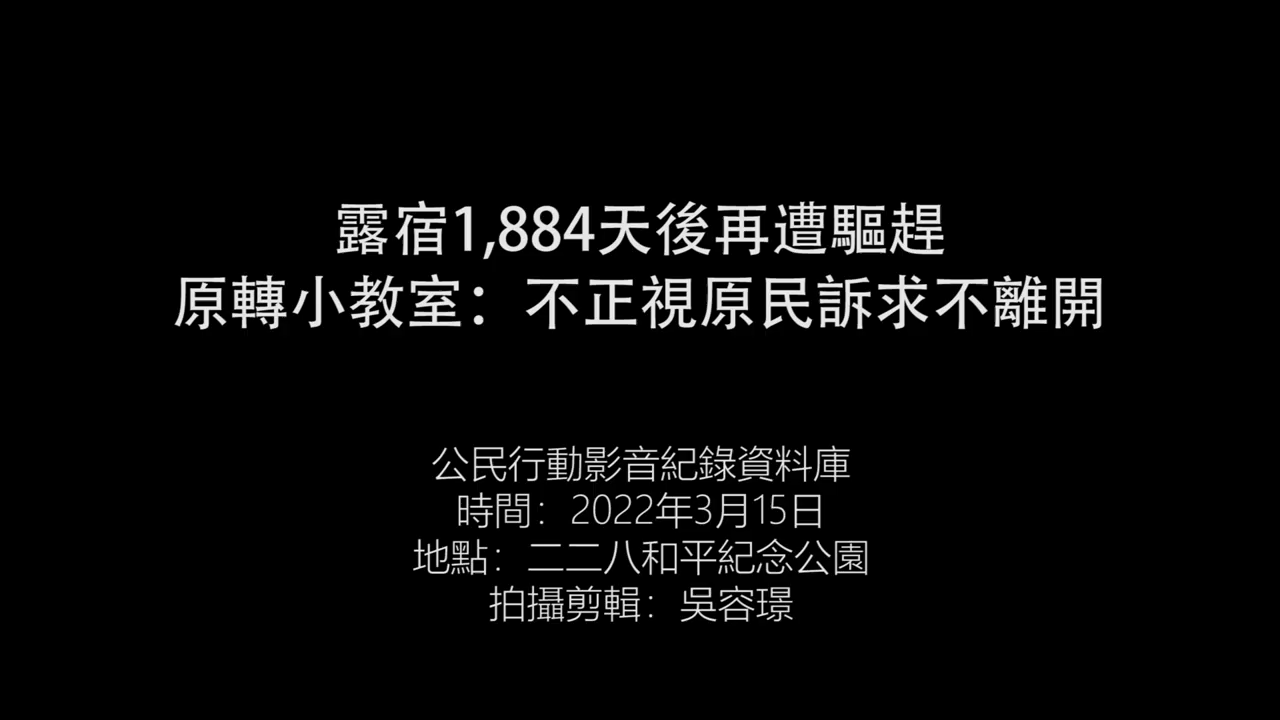 露宿1,884天後再遭驅趕
原轉小教室：不正視原民訴求不離開
公民行動影音紀錄資料庫
時間：2022年3月15日
地點：二二八和平紀念公園
拍攝剪輯：吳容璟